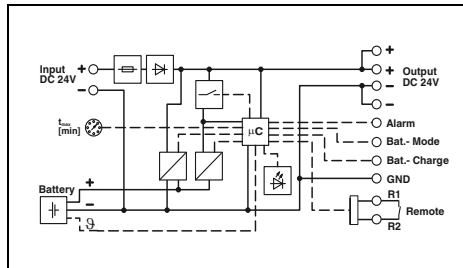 Input
DC 24V
+
−
+
+
−
−
Output
DC 24V
t max
[min]
µC
Alarm
Bat.- Mode
Bat.- Charge
GND
Battery
+
−
ϑ
R1
Remote
R2